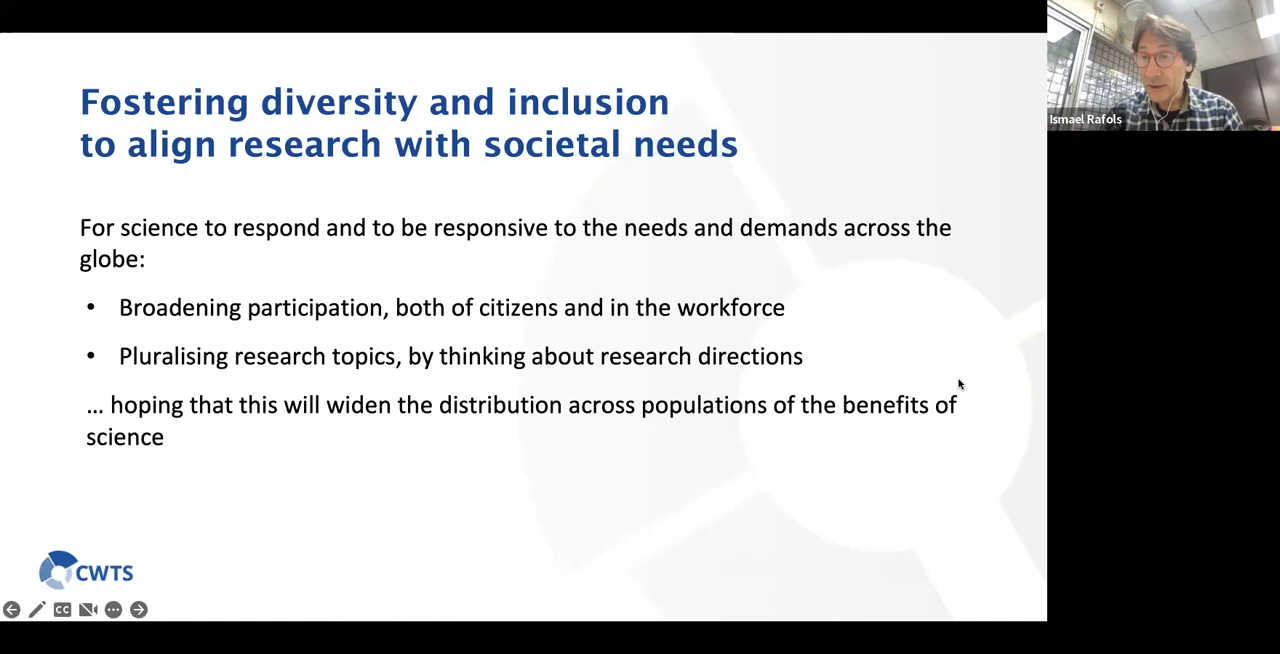 Fostering diversity and inclusion
to align research with societal needs
For science to respond and to be responsive to the needs and demands across the
globe:
• Broadening participation, both of citizens and in the workforce
• Pluralising research topics, by thinking about research directions
... hoping that this will widen the distribution across populations of the benefits of
science
CWTS
CC
Ismael Rafols